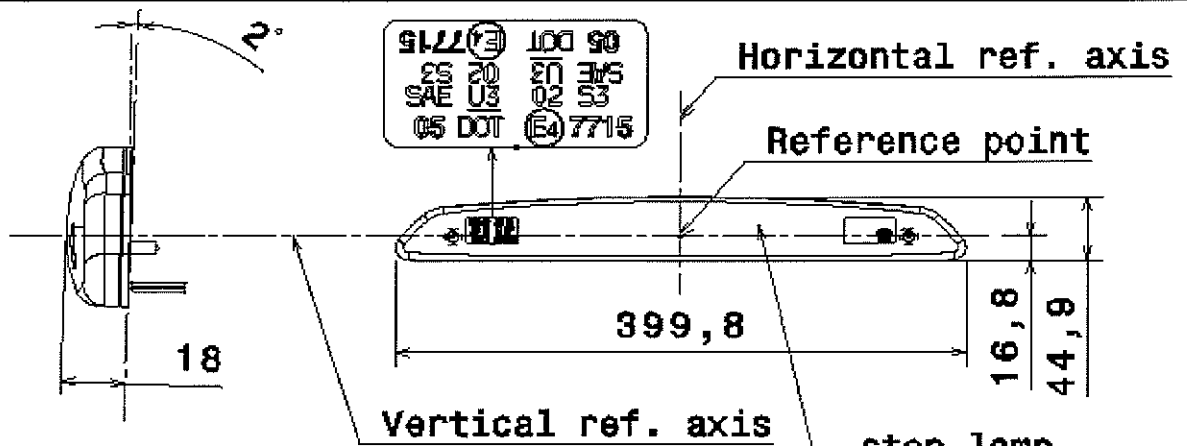 2°
05 DOT E4 7715
SAE U3 02 S3
SAE U3 02 S3
05 DOT E4 7715
Horizontal ref. axis
Reference point
399,8
16,8
44,9
18
Vertical ref. axis
stop lamp